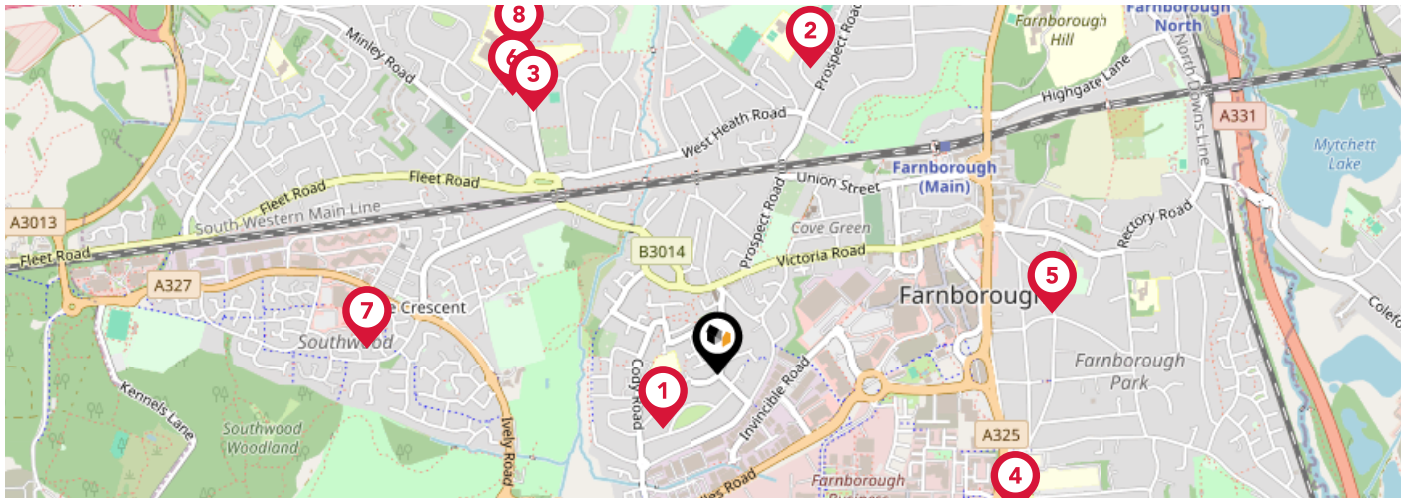 8
6
3
2
Minley Road
Prospect Road
Farnborough
Hill
Farnborough
North
North Downs Line
Highgate Lane
A331
Mytchett
Lake
West Heath Road
Farnborough
(Main)
Union Street
Fleet Road
Fleet Road
South Western Main Line
A3013
Fleet Road
Prospect Road
Cove Green
Victoria Road
B3014
Rectory Road
5
Farnborough
A327
7
Crescent
Southwood
Farnborough
Park
Kennels Lane
Southwood
Woodland
Ively Road
Cody Road
1
Invincible Road
A325
4
Farnborough